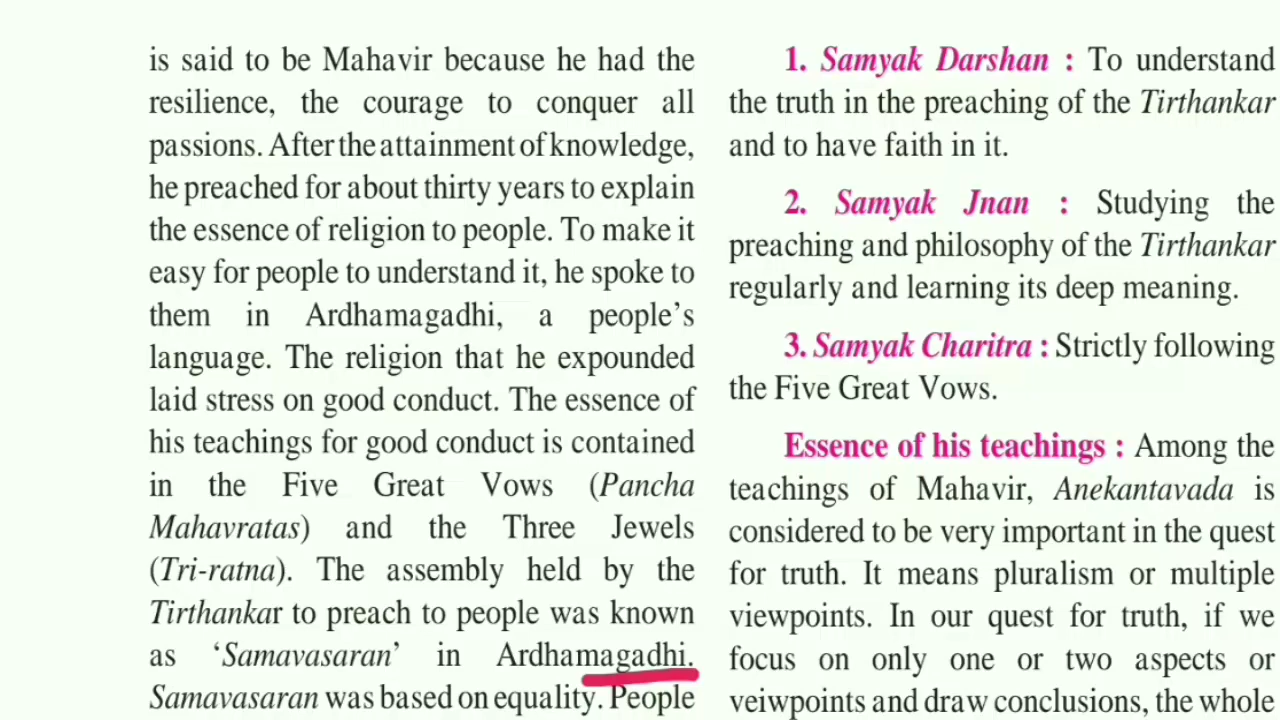 is said to be Mahavir because he had the
resilience, the courage to conquer all
passions. After the attainment of knowledge,
he preached for about thirty years to explain
the essence of religion to people. To make it
easy for people to understand it, he spoke to
them in Ardhamagadhi, a people’s
language. The religion that he expounded
laid stress on good conduct. The essence of
his teachings for good conduct is contained
in the Five Great Vows (Pancha
Mahavratas) and the Three Jewels
(Tri-ratna). The assembly held by the
Tirthankar to preach to people was known
as ‘Samavasaran’ in Ardhamagadhi.
Samavasaran was based on equality. People
1. Samyak Darshan : To understand
the truth in the preaching of the Tirthankar
and to have faith in it.
2. Samyak Jnan : Studying the
preaching and philosophy of the Tirthankar
regularly and learning its deep meaning.
3. Samyak Charitra : Strictly following
the Five Great Vows.
Essence of his teachings : Among the
teachings of Mahavir, Anekantavada is
considered to be very important in the quest
for truth. It means pluralism or multiple
viewpoints. In our quest for truth, if we
focus on only one or two aspects or
veiwpoints and draw conclusions, the whole